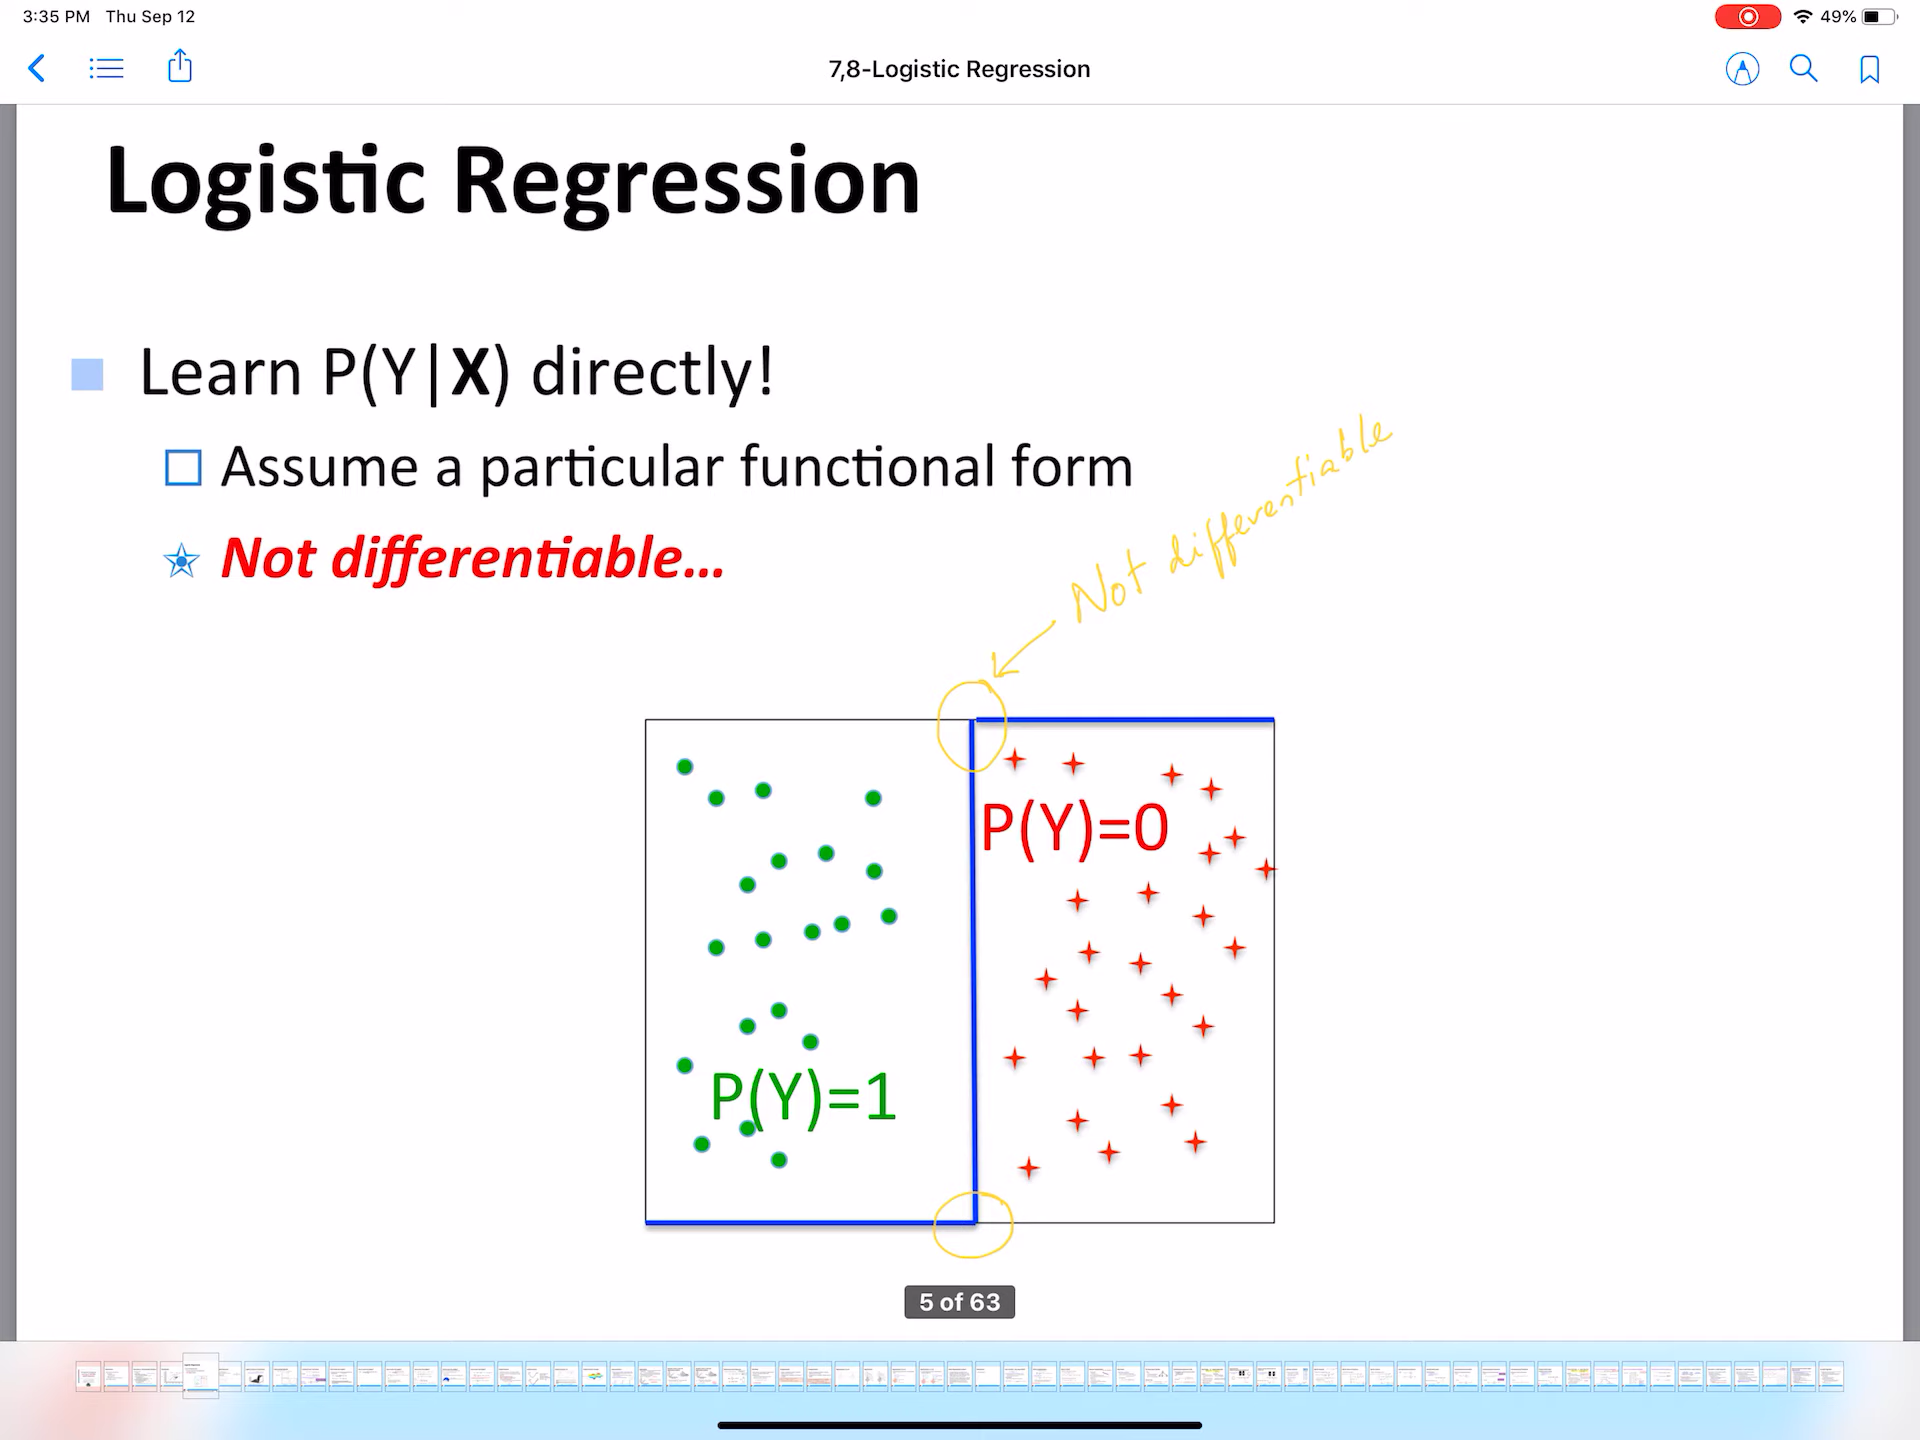 3:35 PM Thu Sep 12
49%
7,8-Logistic Regression
Logistic Regression
Learn P(Y|X) directly!
Assume a particular functional form
Not differentiable...
Not differentiable
P(Y)=0
P(Y)=1
5 of 63